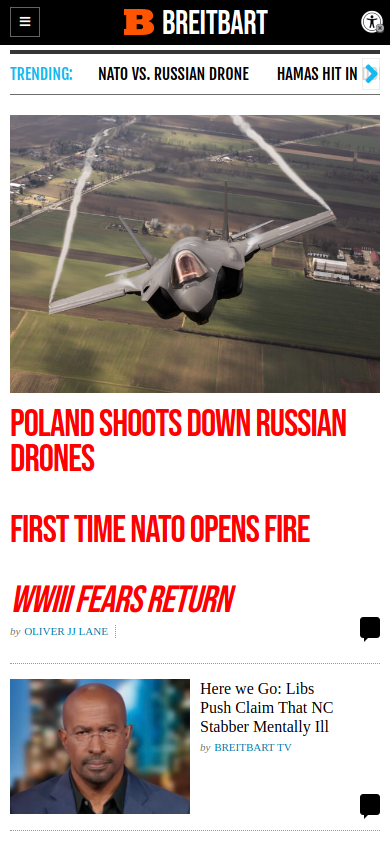 BREITBART
TRENDING: NATO VS. RUSSIAN DRONE HAMAS HIT IN
POLAND SHOOTS DOWN RUSSIAN
DRONES
FIRST TIME NATO OPENS FIRE
WWIII FEARS RETURN
by OLIVER JJ LANE
Here we Go: Libs
Push Claim That NC
Stabber Mentally Ill
by BREITBART TV